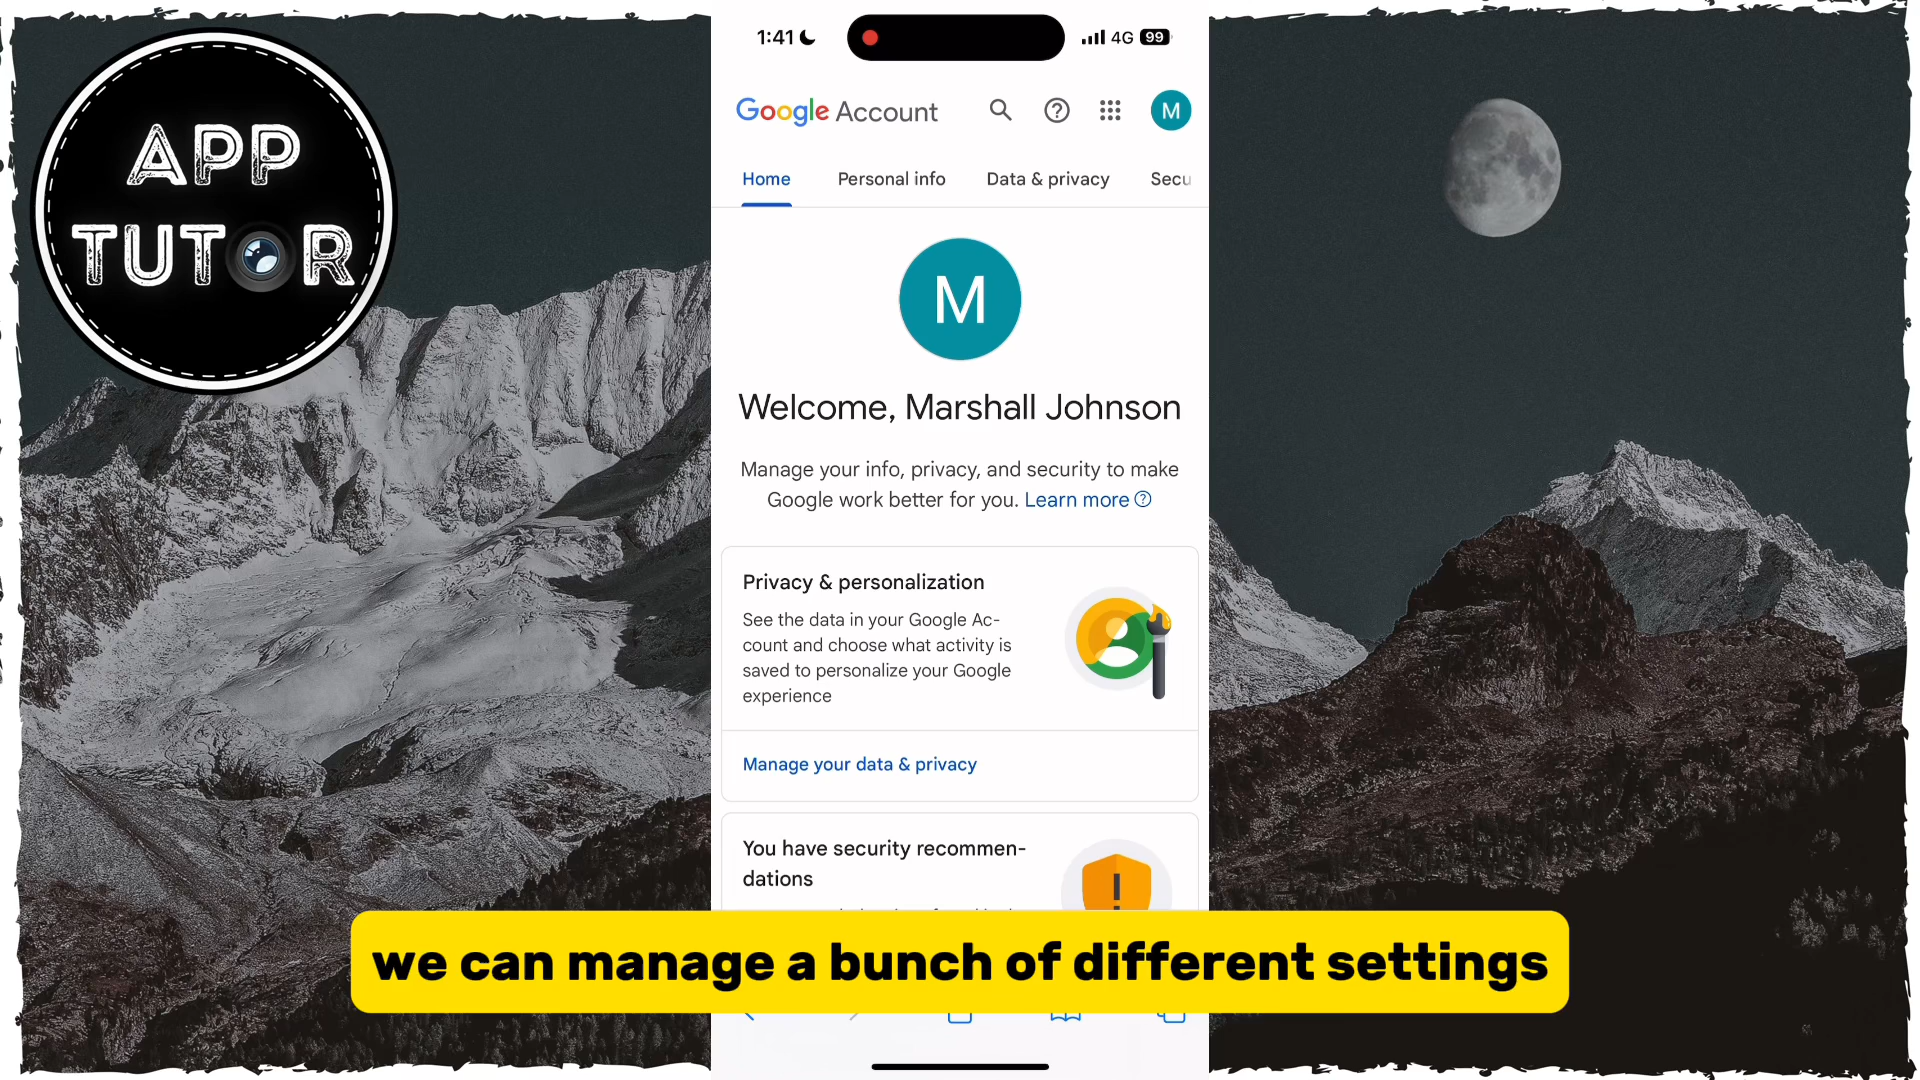 APP
TUTOR
1:41
4G 99
Google Account
M
Home Personal info Data & privacy Secu
M
Welcome, Marshall Johnson
Manage your info, privacy, and security to make
Google work better for you. Learn more
Privacy & personalization
See the data in your Google Ac-
count and choose what activity is
saved to personalize your Google
experience
Manage your data & privacy
You have security recommen-
dations
we can manage a bunch of different settings